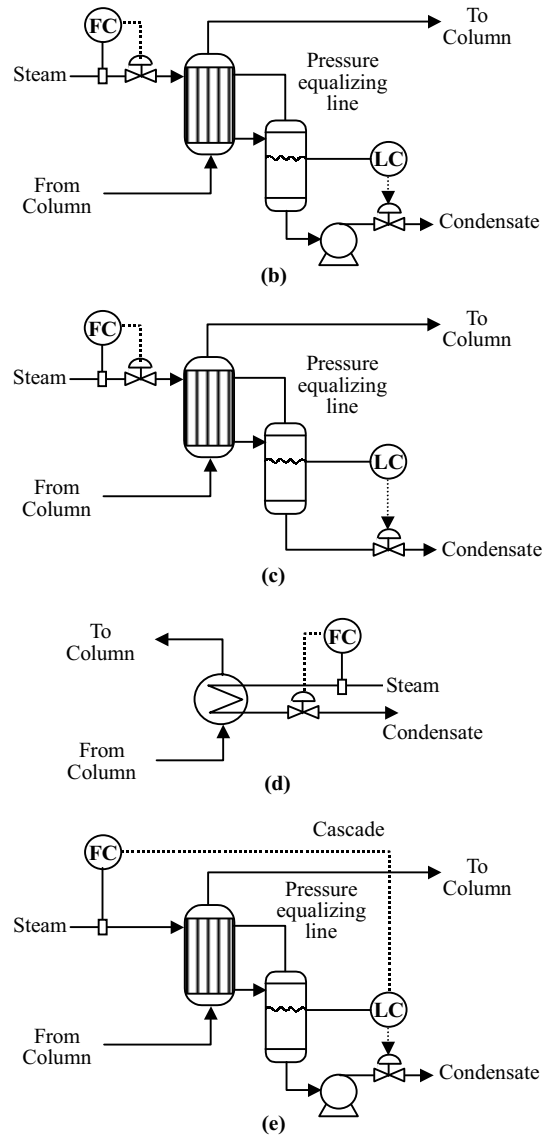 FC
To
Column
Steam
Pressure
equalizing
line
LC
From
Column
Condensate
(b)
FC
To
Column
Steam
Pressure
equalizing
line
LC
From
Column
Condensate
(c)
To
Column
FC
Steam
Condensate
From
Column
(d)
Cascade
FC
To
Column
Pressure
equalizing
line
Steam
LC
From
Column
Condensate
(e)